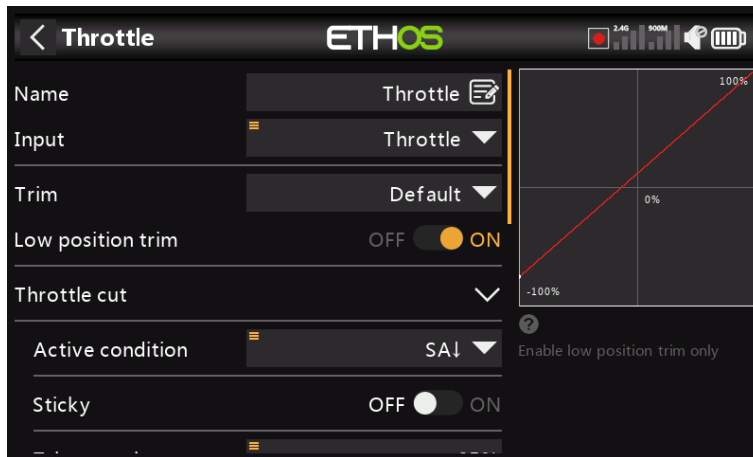 Throttle
ETHOS
2.4G
900M
Name
Throttle
Input
Throttle
Trim
Default
Low position trim
OFF ON
Throttle cut
Active condition
SA↓
Sticky
OFF ON
100%
0%
-100%
?
Enable low position trim only